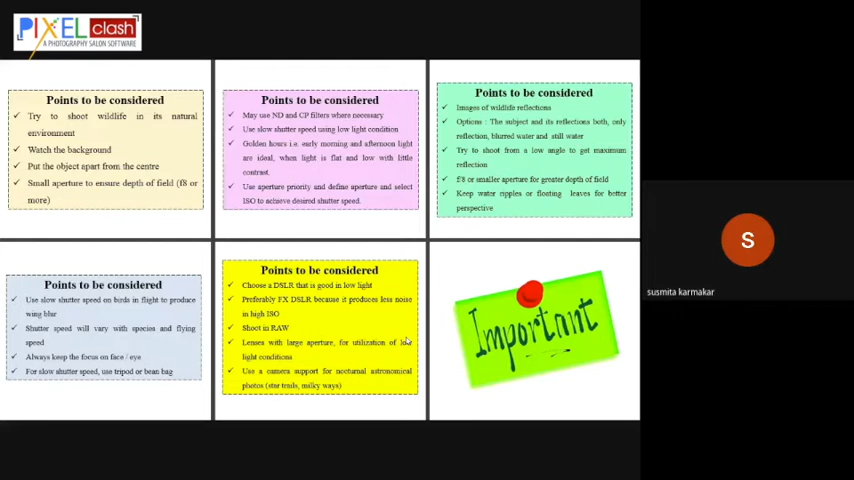 PIXEL clash
A PHOTOGRAPHY SALON SOFTWARE
Points to be considered
✓ Try to shoot wildlife in its natural
environment
✓ Watch the background
✓ Put the object apart from the centre
✓ Small aperture to ensure depth of field (f8 or
more)
Points to be considered
✓ May use ND and CP filters where necessary
✓ Use slow shutter speed using low light condition
✓ Golden hours i.e. early morning and afternoon light
are ideal, when light is flat and low with little
contrast.
✓ Use aperture priority and define aperture and select
ISO to achieve desired shutter speed.
Points to be considered
✓ Images of wildlife reflections
✓ Options : The subject and its reflections both, only
reflection, blurred water and still water
✓ Try to shoot from a low angle to get maximum
reflection
✓ f/8 or smaller aperture for greater depth of field
✓ Keep water ripples or floating leaves for better
perspective
Points to be considered
✓ Use slow shutter speed on birds in flight to produce
wing blur
✓ Shutter speed will vary with species and flying
speed
✓ Always keep the focus on face / eye
✓ For slow shutter speed, use tripod or bean bag
Points to be considered
✓ Choose a DSLR that is good in low light
✓ Preferably FX DSLR because it produces less noise
in high ISO
✓ Shoot in RAW
✓ Lenses with large aperture, for utilization of low
light conditions
✓ Use a camera support for nocturnal astronomical
photos (star trails, milky ways)
Important
S
susmita karmakar